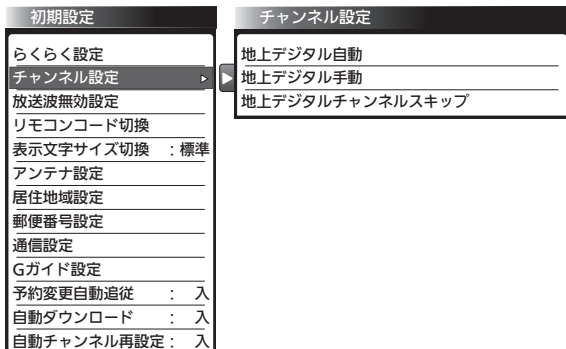 初期設定
らくらく設定
チャンネル設定
放送波無効設定
リモコンコード切換
表示文字サイズ切換 : 標準
アンテナ設定
居住地域設定
郵便番号設定
通信設定
Gガイド設定
予約変更自動追従 : 入
自動ダウンロード : 入
自動チャンネル再設定 : 入
チャンネル設定
地上デジタル自動
地上デジタル手動
地上デジタルチャンネルスキップ